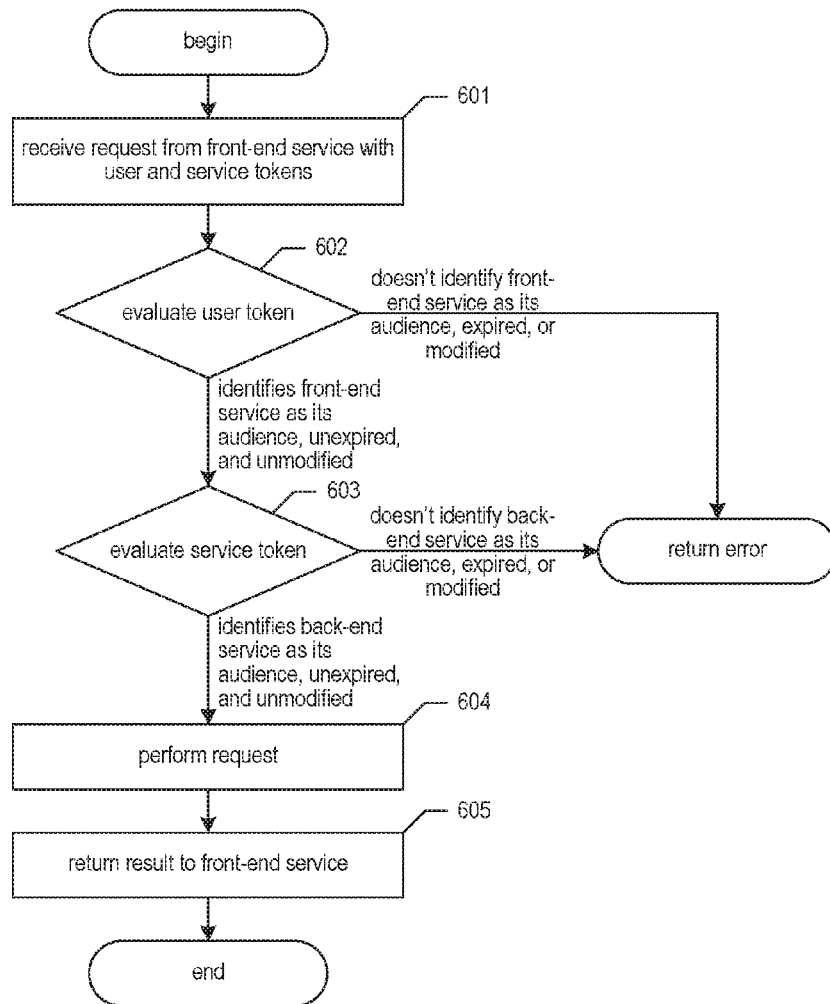 begin
601
receive request from front-end service with
user and service tokens
602
evaluate user token
doesn't identify front-
end service as its
audience, expired, or
modified
identifies front-end
service as its
audience, unexpired,
and unmodified
603
evaluate service token
doesn't identify back-
end service as its
audience, expired, or
modified
return error
identifies back-end
service as its
audience, unexpired,
and unmodified
604
perform request
605
return result to front-end service
end